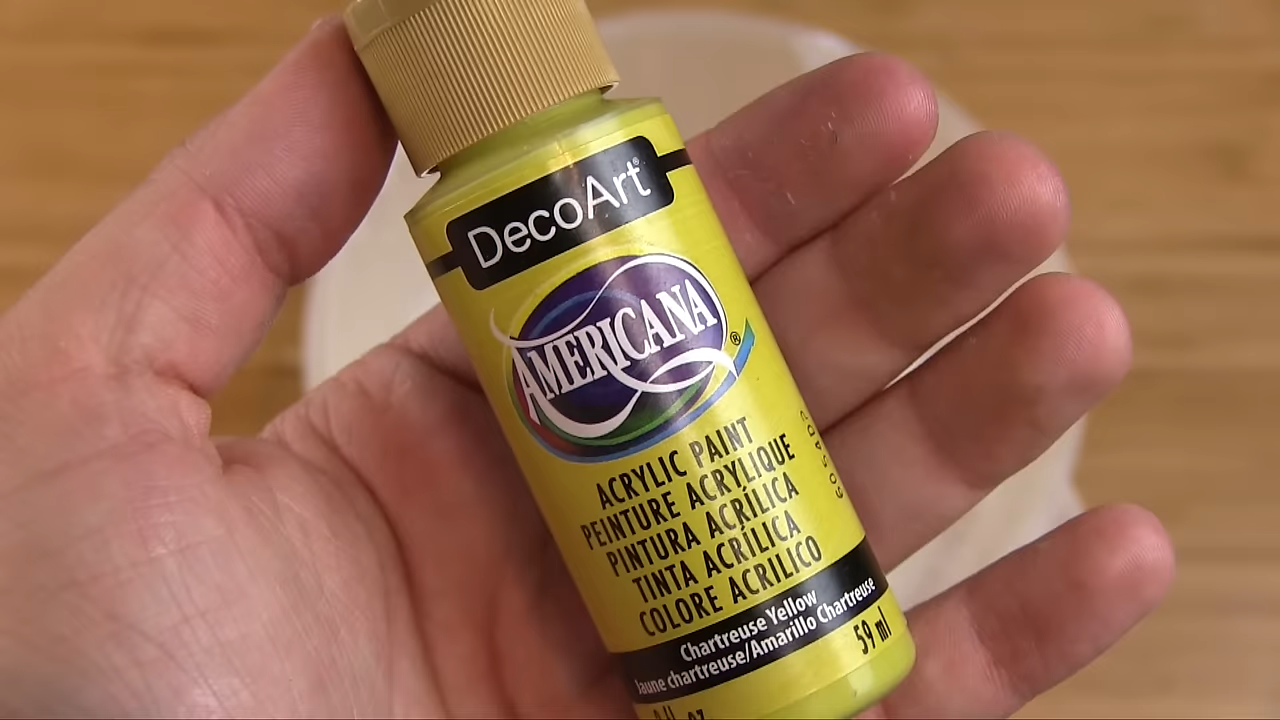 DecoArt®
AMERICANA®
ACRYLIC PAINT
PEINTURE ACRYLIQUE
PINTURA ACRÍLICA
TINTA ACRÍLICA
COLORE ACRILICO
Chartreuse Yellow
Jaune chartreuse/Amarillo Chartreuse
59 ml